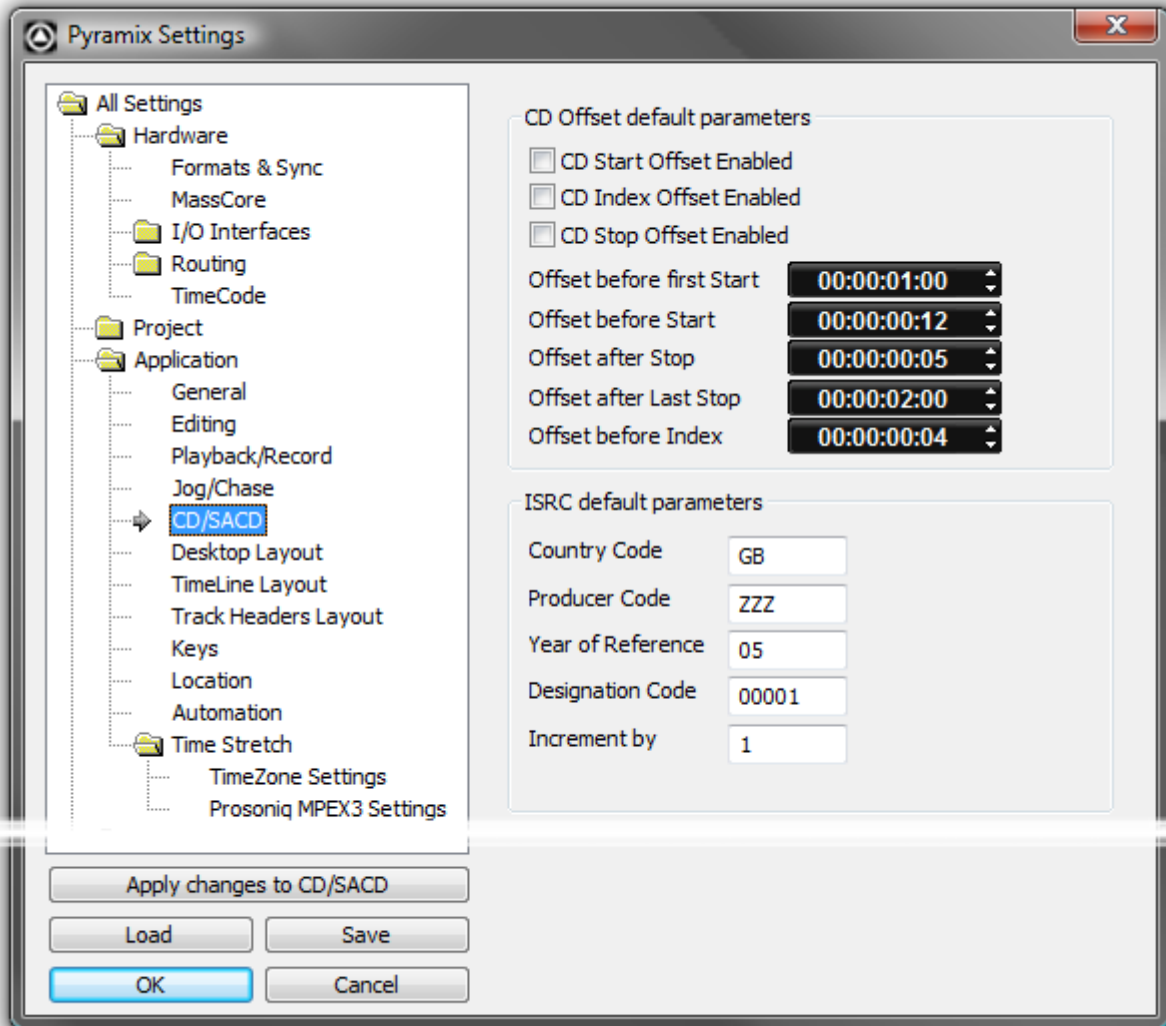 Pyramix Settings
All Settings
Hardware
Formats & Sync
MassCore
I/O Interfaces
Routing
TimeCode
Project
Application
General
Editing
Playback/Record
Jog/Chase
CD/SACD
Desktop Layout
TimeLine Layout
Track Headers Layout
Keys
Location
Automation
Time Stretch
TimeZone Settings
Prosoniq MPEX3 Settings
Apply changes to CD/SACD
Load Save
OK Cancel
CD Offset default parameters
CD Start Offset Enabled
CD Index Offset Enabled
CD Stop Offset Enabled
Offset before first Start 00:00:01:00
Offset before Start 00:00:00:12
Offset after Stop 00:00:00:05
Offset after Last Stop 00:00:02:00
Offset before Index 00:00:00:04
ISRC default parameters
Country Code GB
Producer Code ZZZ
Year of Reference 05
Designation Code 00001
Increment by 1